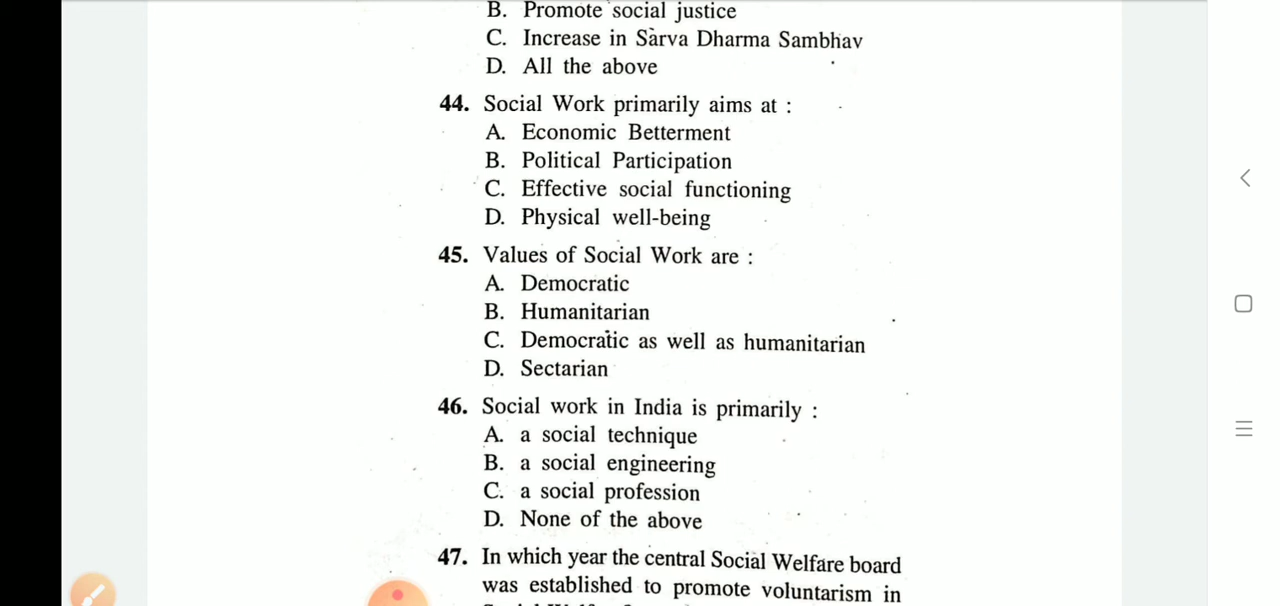 B. Promote social justice
C. Increase in Sarva Dharma Sambhav
D. All the above
44. Social Work primarily aims at :
A. Economic Betterment
B. Political Participation
C. Effective social functioning
D. Physical well-being
45. Values of Social Work are :
A. Democratic
B. Humanitarian
C. Democratic as well as humanitarian
D. Sectarian
46. Social work in India is primarily :
A. a social technique
B. a social engineering
C. a social profession
D. None of the above
47. In which year the central Social Welfare board
was established to promote voluntarism in